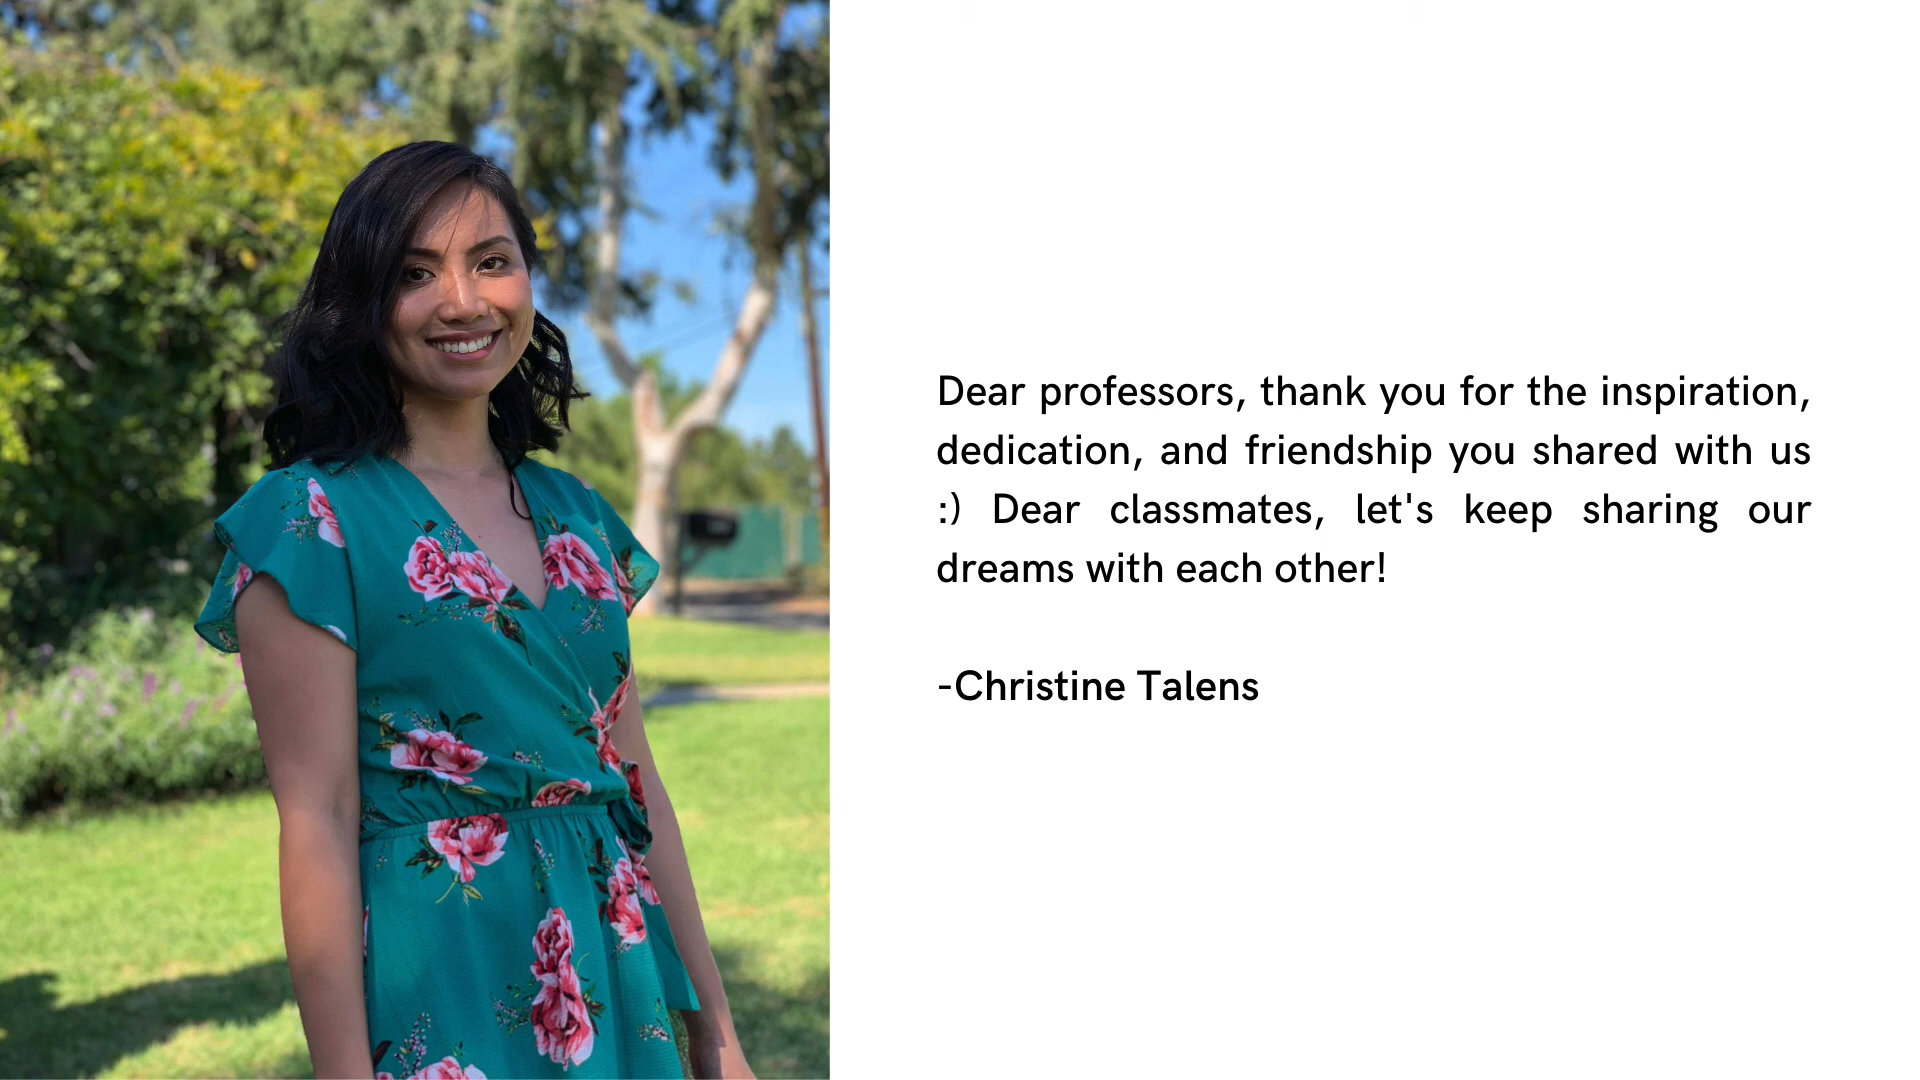 Dear professors, thank you for the inspiration,
dedication, and friendship you shared with us
:) Dear classmates, let's keep sharing our
dreams with each other!
-Christine Talens